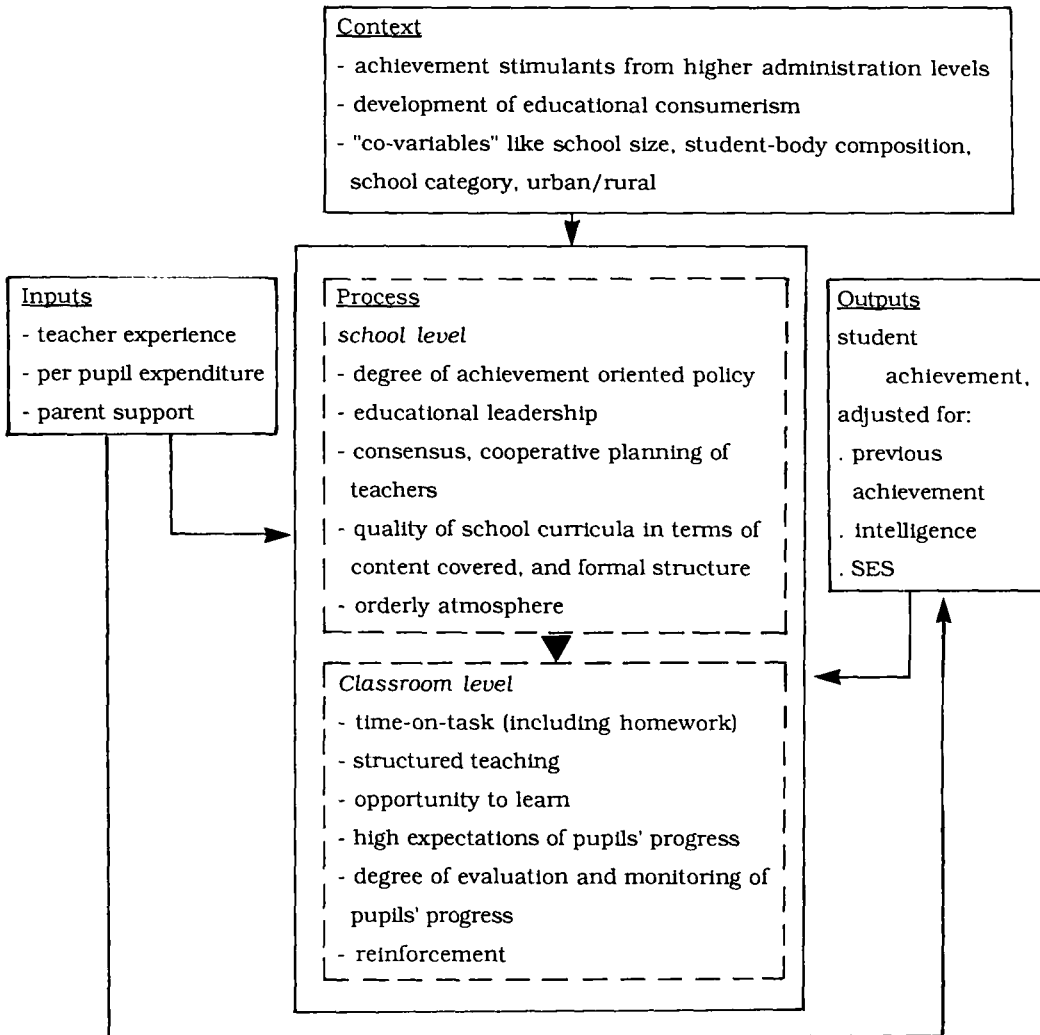 Context
- achievement stimulants from higher administration levels
- development of educational consumerism
- "co-variables" like school size, student-body composition,
school category, urban/rural
Inputs
- teacher experience
- per pupil expenditure
- parent support
Process
school level
- degree of achievement oriented policy
- educational leadership
- consensus, cooperative planning of
teachers
- quality of school curricula in terms of
content covered, and formal structure
- orderly atmosphere
Classroom level
- time-on-task (including homework)
- structured teaching
- opportunity to learn
- high expectations of pupils' progress
- degree of evaluation and monitoring of
pupils' progress
- reinforcement
Outputs
student
achievement,
adjusted for:
. previous
achievement
. intelligence
. SES